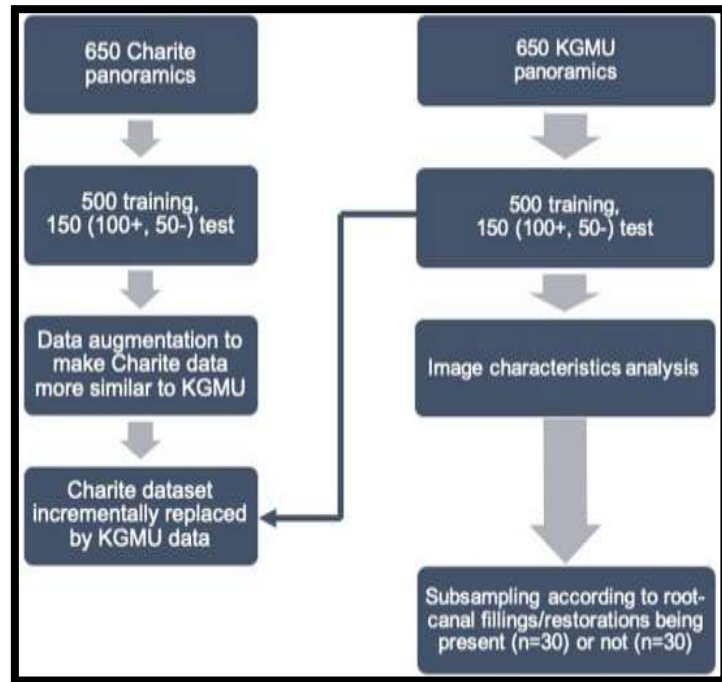 650 Charite
panoramics
500 training,
150 (100+, 50-) test
Data augmentation to
make Charite data
more similar to KGMU
Charite dataset
incrementally replaced
by KGMU data
650 KGMU
panoramics
500 training,
150 (100+, 50-) test
Image characteristics analysis
Subsampling according to root-
canal fillings/restorations being
present (n=30) or not (n=30)